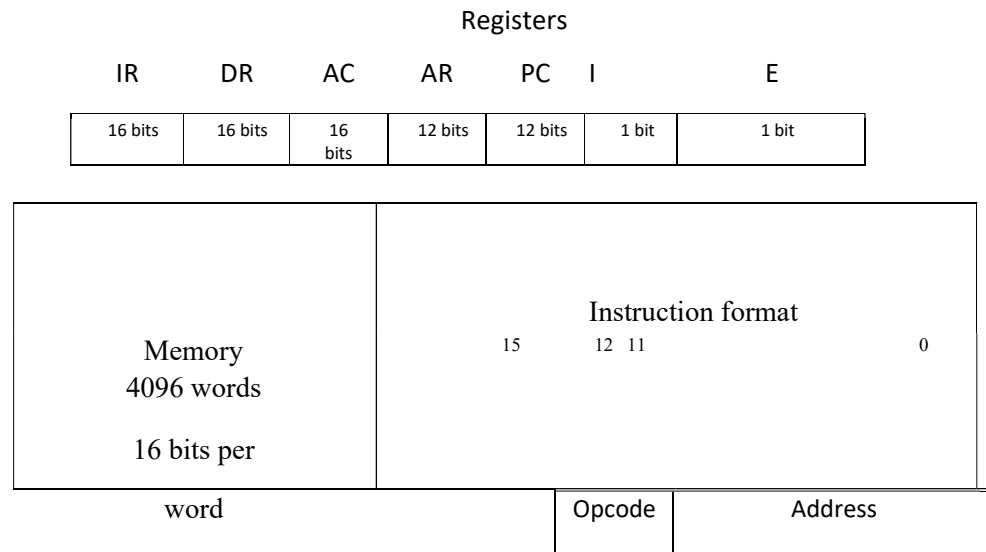 Registers
IR DR AC AR PC I E
16 bits 16 bits 16 12 bits 12 bits 1 bit 1 bit
bits
Instruction format
15 12 11 0
Memory
4096 words
16 bits per
word
Opcode Address